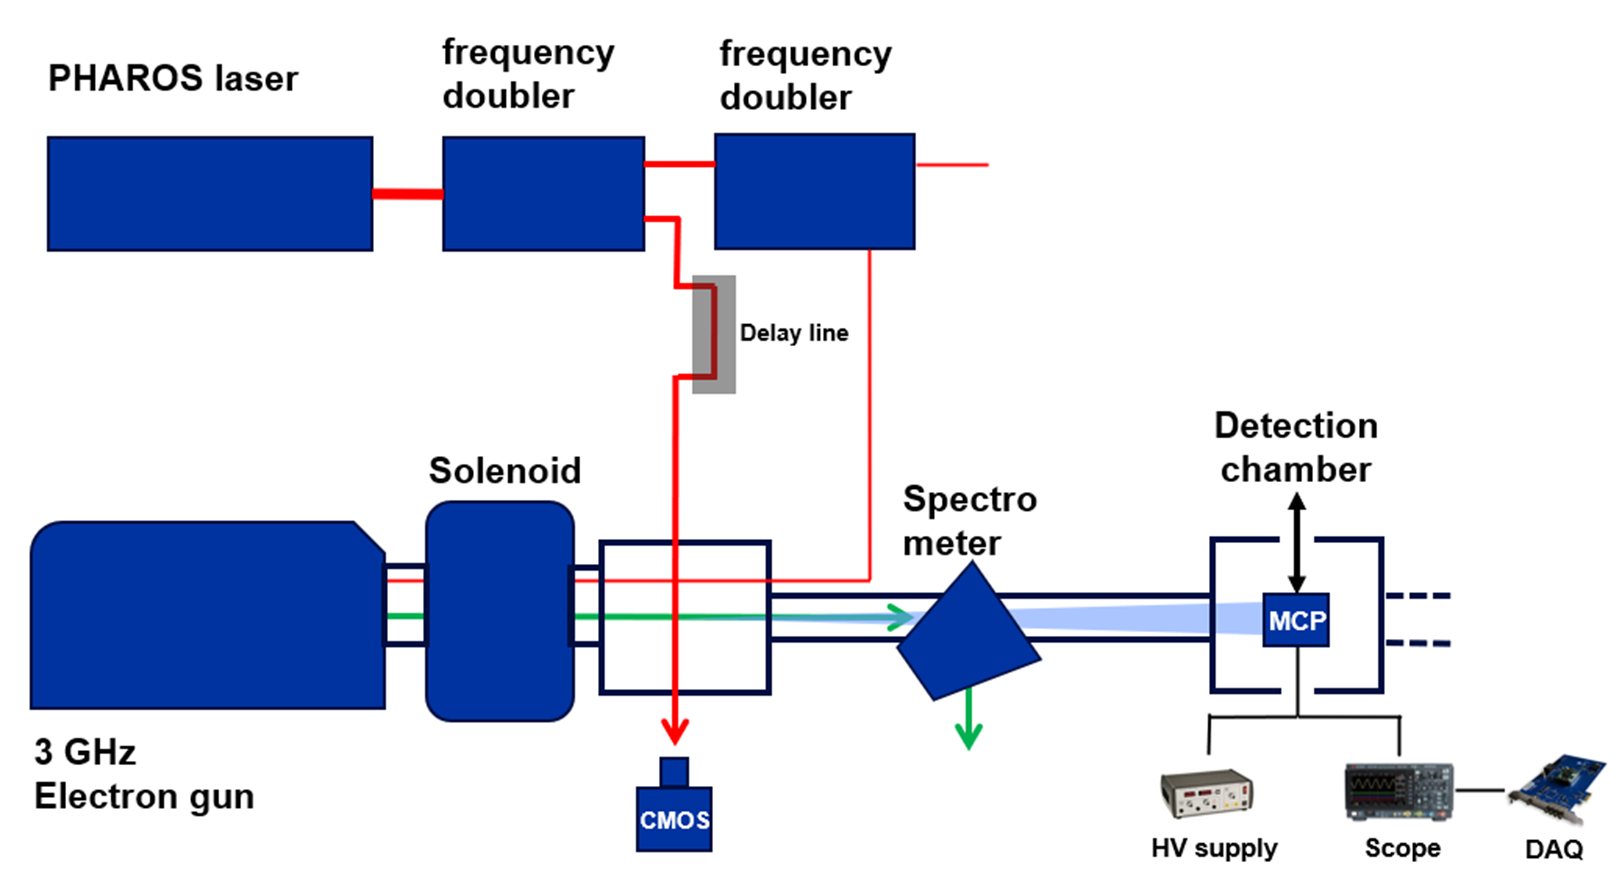 PHAROS laser
frequency
doubler
frequency
doubler
Delay line
Solenoid
Spectro
meter
Detection
chamber
MCP
3 GHz
Electron gun
CMOS
HV supply
Scope
DAQ